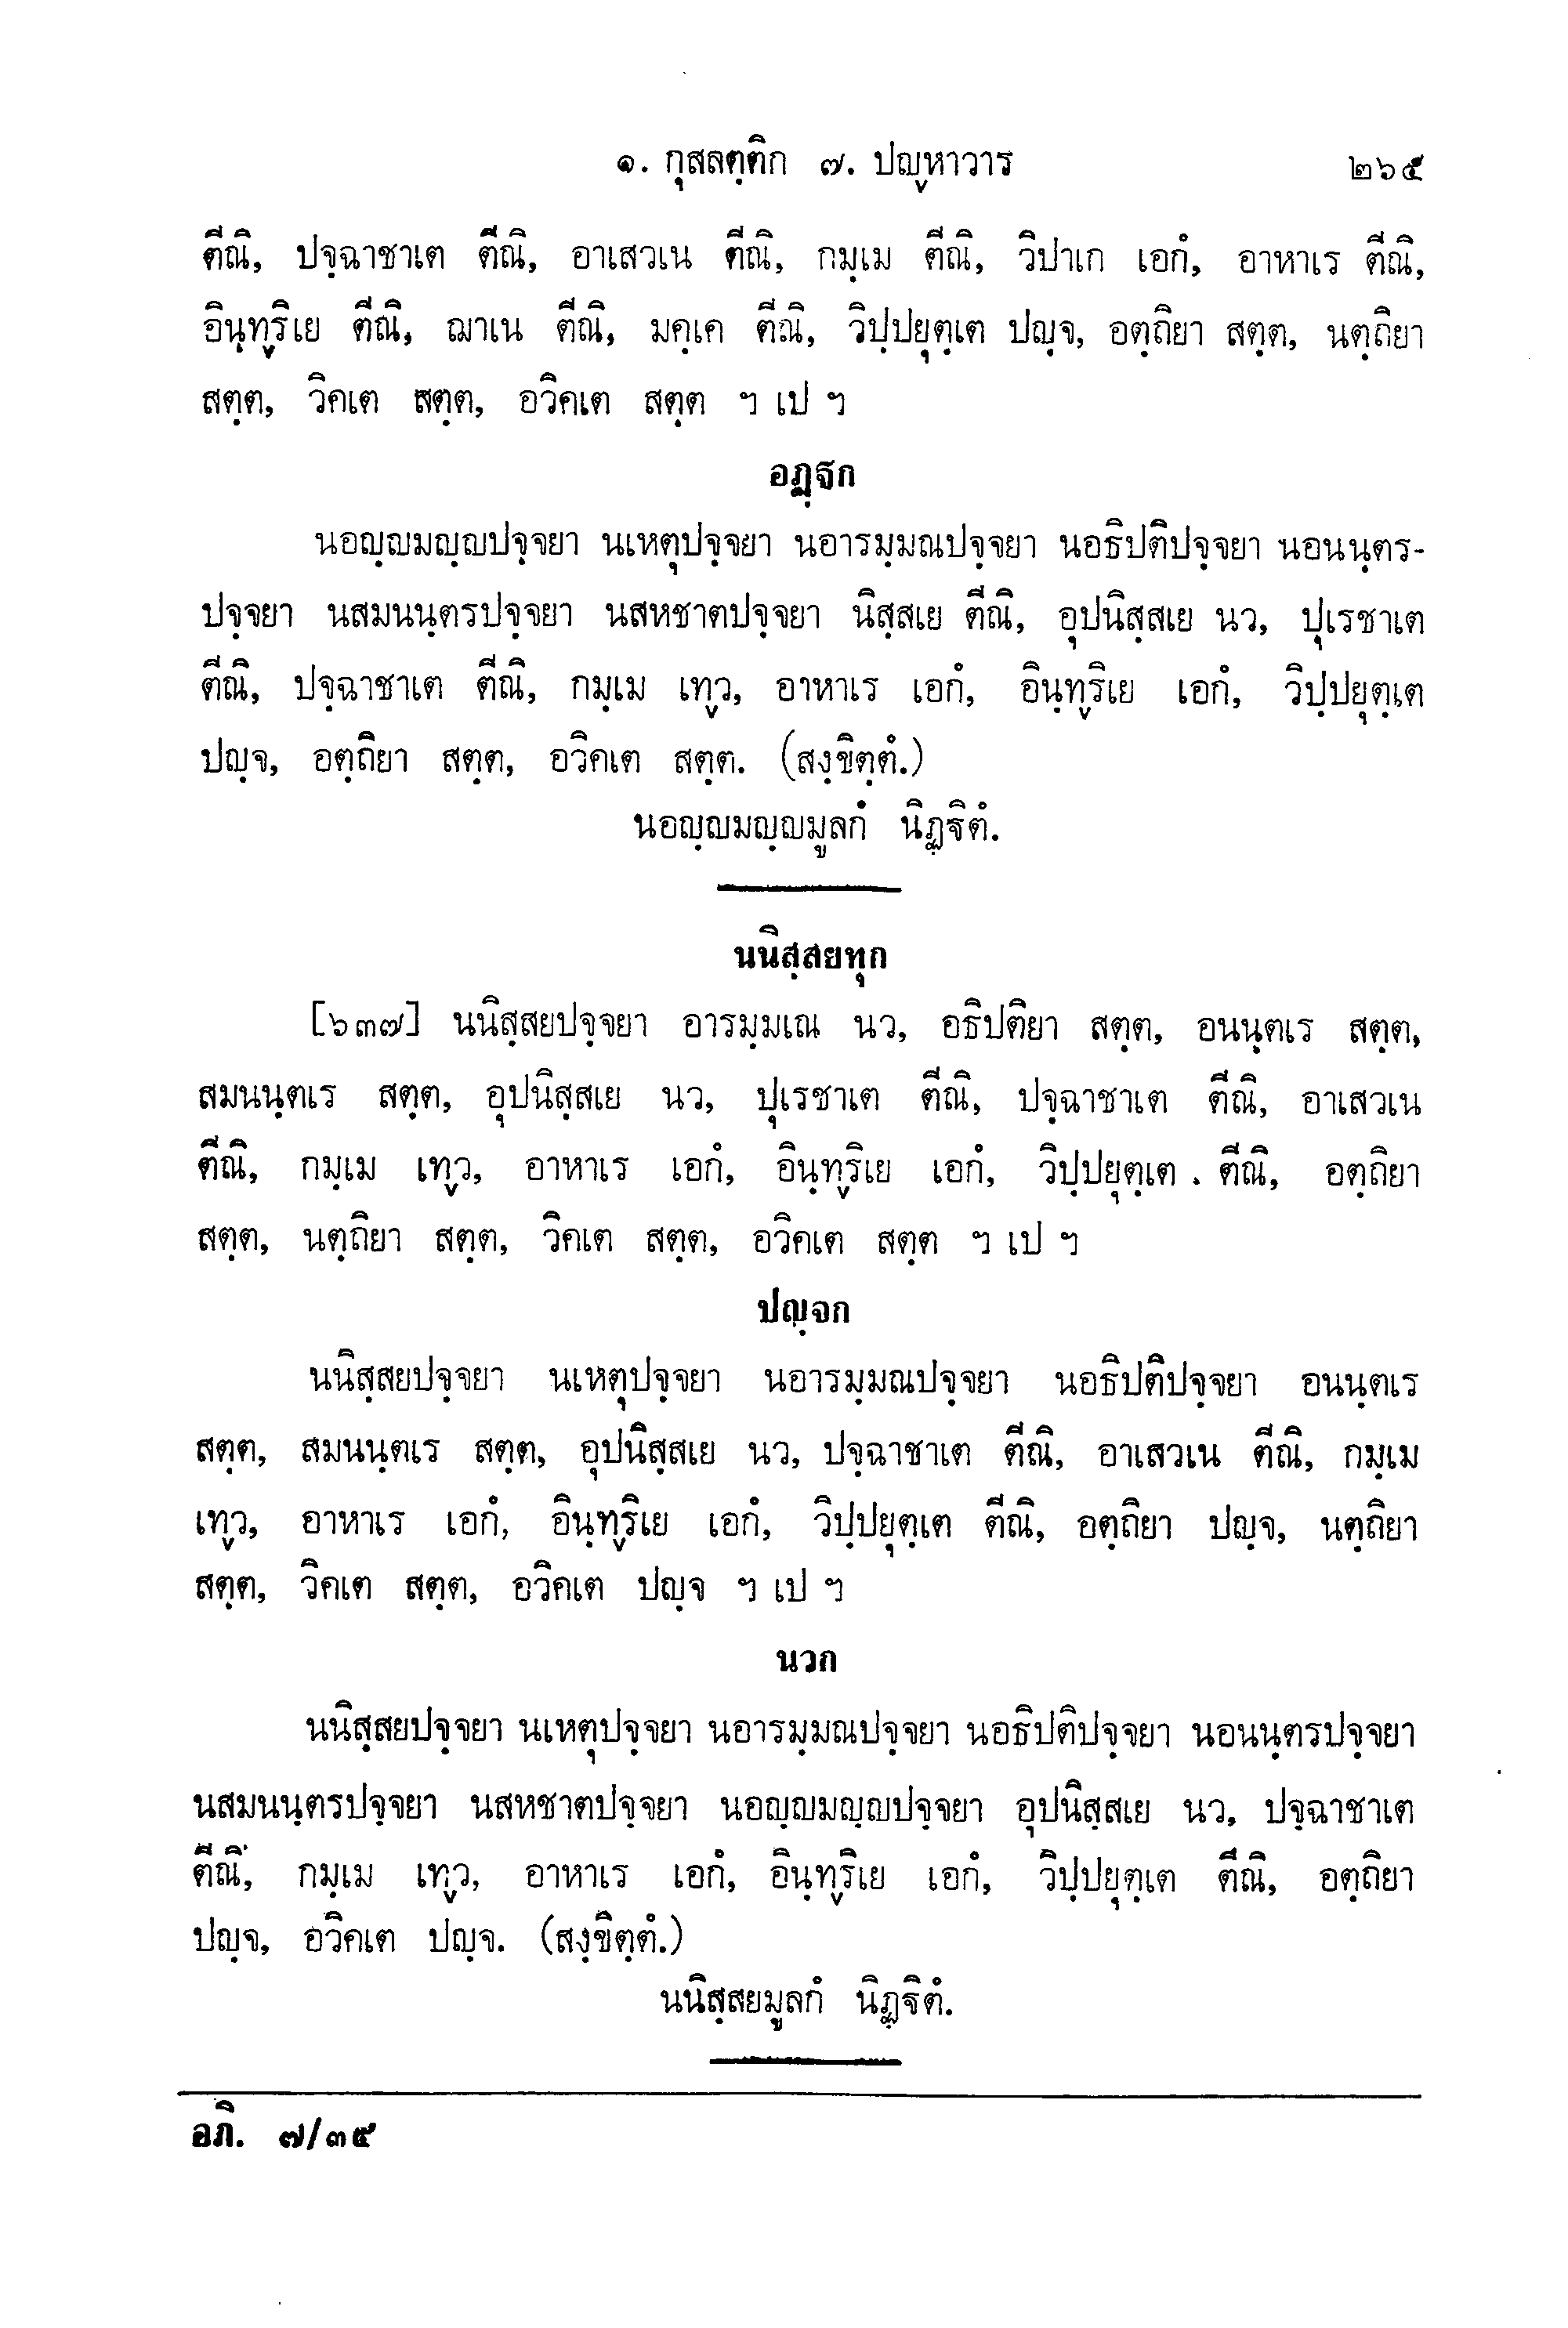 ๑. กุสลตฺติก ๗. ปญฺหาวาร ๒๖๕
ตีณิ, ปจฺฉาชาเต ตีณิ, อาเสวเน ตีณิ, กมฺเม ตีณิ, วิปาเก เอกํ, อาหาเร ตีณิ,
อินฺทฺริเย ตีณิ, ฌาเน ตีณิ, มคฺเค ตีณิ, วิปฺปยุตฺเต ปญฺจ, อตฺถิยา สตฺต, นตฺถิยา
สตฺต, วิคเต สตฺต, อวิคเต สตฺต ฯ เป ฯ
อฏฺฐก
นอญฺญมญฺญปจฺจยา นเหตุปจฺจยา นอารมฺมณปจฺจยา นอธิปติปจฺจยา นอนนฺตร-
ปจฺจยา นสมนนฺตรปจฺจยา นสหชาตปจฺจยา นิสฺสเย ตีณิ, อุปนิสฺสเย นว, ปุเรชาเต
ตีณิ, ปจฺฉาชาเต ตีณิ, กมฺเม เทฺว, อาหาเร เอกํ, อินฺทฺริเย เอกํ, วิปฺปยุตฺเต
ปญฺจ, อตฺถิยา สตฺต, อวิคเต สตฺต. (สงฺขิตฺตํ.)
นอญฺญมญฺญมูลกํ นิฏฺฐิตํ.
นนิสฺสยทุก
[๖๓๗] นนิสฺสยปจฺจยา อารมฺมเณ นว, อธิปติยา สตฺต, อนนฺตเร สตฺต,
สมนนฺตเร สตฺต, อุปนิสฺสเย นว, ปุเรชาเต ตีณิ, ปจฺฉาชาเต ตีณิ, อาเสวเน
ตีณิ, กมฺเม เทฺว, อาหาเร เอกํ, อินฺทฺริเย เอกํ, วิปฺปยุตฺเต . ตีณิ, อตฺถิยา
สตฺต, นตฺถิยา สตฺต, วิคเต สตฺต, อวิคเต สตฺต ฯ เป ฯ
ปญฺจก
นนิสฺสยปจฺจยา นเหตุปจฺจยา นอารมฺมณปจฺจยา นอธิปติปจฺจยา อนนฺตเร
สตฺต, สมนนฺตเร สตฺต, อุปนิสฺสเย นว, ปจฺฉาชาเต ตีณิ, อาเสวเน ตีณิ, กมฺเม
เทฺว, อาหาเร เอกํ, อินฺทฺริเย เอกํ, วิปฺปยุตฺเต ตีณิ, อตฺถิยา ปญฺจ, นตฺถิยา
สตฺต, วิคเต สตฺต, อวิคเต ปญฺจ ฯ เป ฯ
นวก
นนิสฺสยปจฺจยา นเหตุปจฺจยา นอารมฺมณปจฺจยา นอธิปติปจฺจยา นอนนฺตรปจฺจยา
นสมนนฺตรปจฺจยา นสหชาตปจฺจยา นอญฺญมญฺญปจฺจยา อุปนิสฺสเย นว, ปจฺฉาชาเต
ตีณิ, กมฺเม เทฺว, อาหาเร เอกํ, อินฺทฺริเย เอกํ, วิปฺปยุตฺเต ตีณิ, อตฺถิยา
ปญฺจ, อวิคเต ปญฺจ. (สงฺขิตฺตํ.)
นนิสฺสยมูลกํ นิฏฺฐิตํ.
อภิ. ๗/๓๕